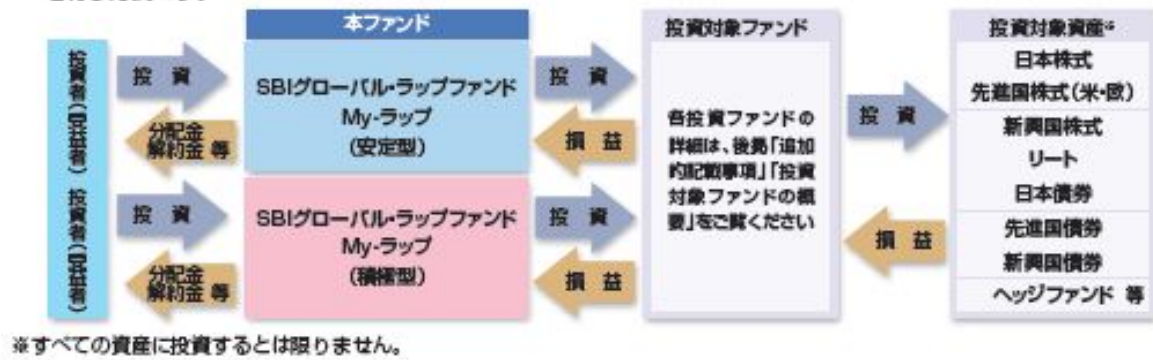 投資者(受益者)
投資者(受益者)
投 資
分配金
解約金 等
投 資
分配金
解約金 等
本ファンド
SBIグローバル・ラップファンド
My-ラップ
(安定型)
SBIグローバル・ラップファンド
My-ラップ
(積極型)
投 資
損 益
投 資
損 益
投資対象ファンド
各投資ファンドの
詳細は、後掲「追加
的記載事項」「投資
対象ファンドの概
要」をご覧ください
投 資
損 益
投資対象資産※
日本株式
先進国株式(米・欧)
新興国株式
リート
日本債券
先進国債券
新興国債券
ヘッジファンド 等
※すべての資産に投資するとは限りません。